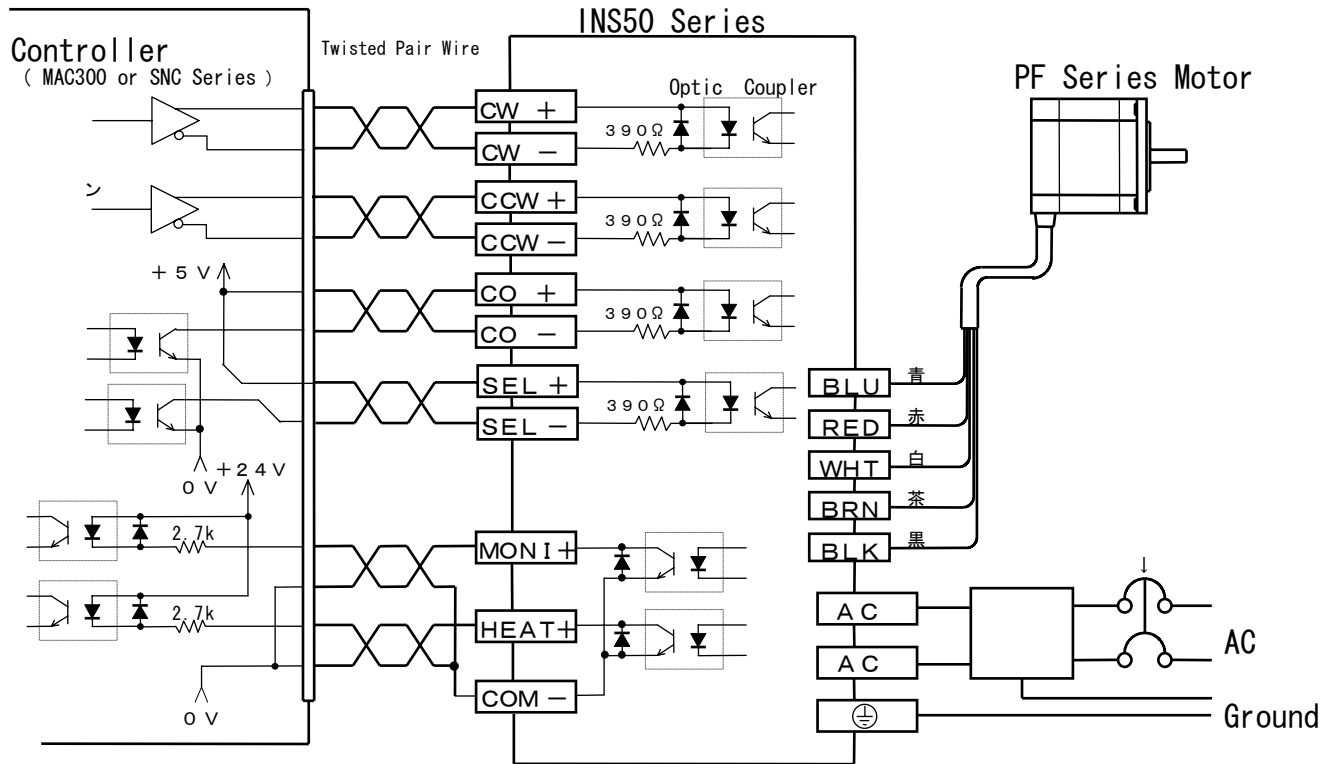 INS50 Series
Controller
( MAC300 or SNC Series )
Twisted Pair Wire
PF Series Motor
Optic Coupler
CW +
390Ω
CW −
ン
CCW +
390Ω
CCW −
+5V
CO +
390Ω
CO −
SEL +
390Ω
SEL −
0V
+24V
2.7k
MONI+
2.7k
HEAT+
0V
COM −
BLU
青
RED
赤
WHT
白
BRN
茶
BLK
黒
↓
AC
AC
AC
Ground